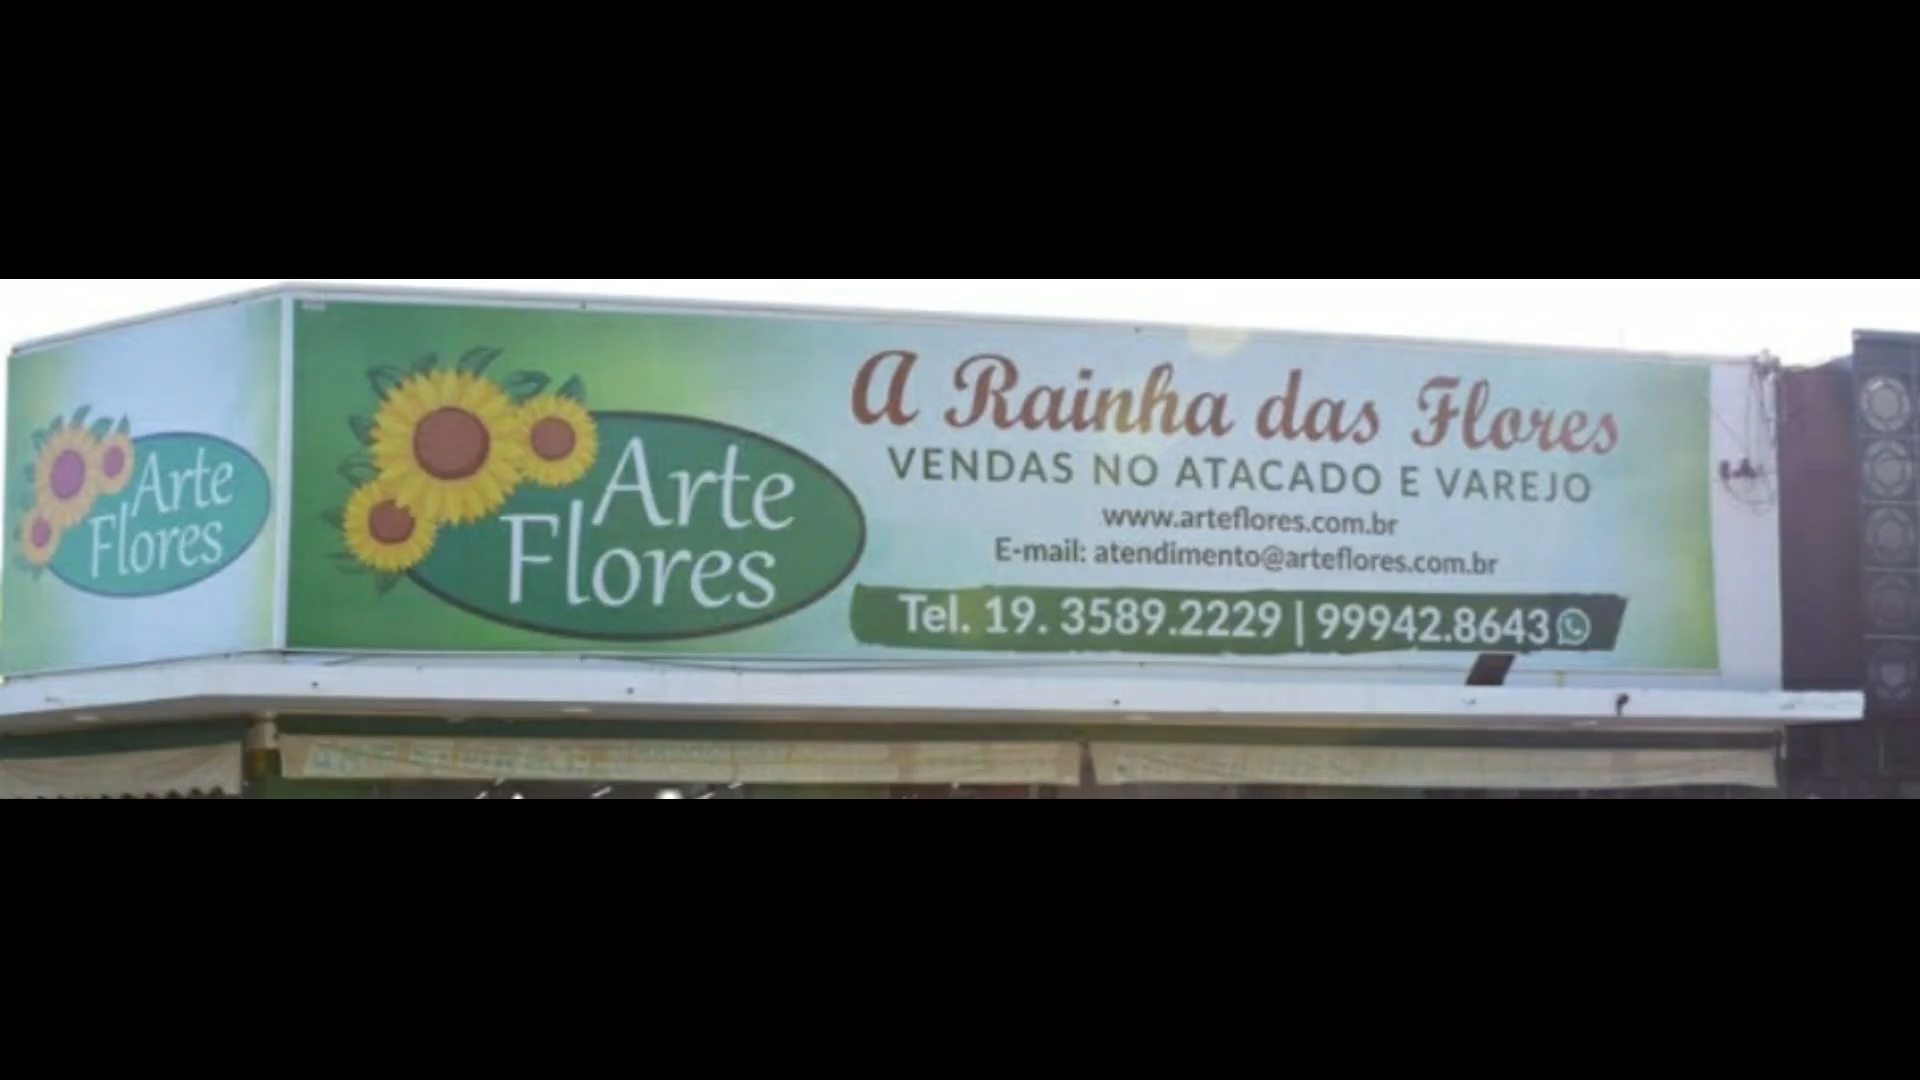 Arte
Flores
Arte
Flores
A Rainha das Flores
VENDAS NO ATACADO E VAREJO
www.arteflores.com.br
E-mail: atendimento@arteflores.com.br
Tel. 19. 3589.2229 | 99942.8643